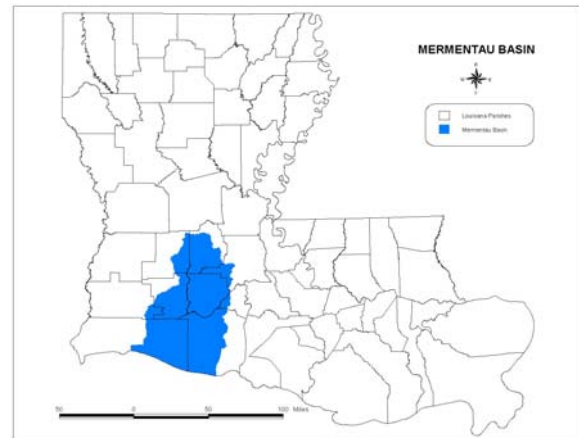 MERMENTAU BASIN
Louisiana Parishes
Mermentau Basin
50 0 50 100 Miles